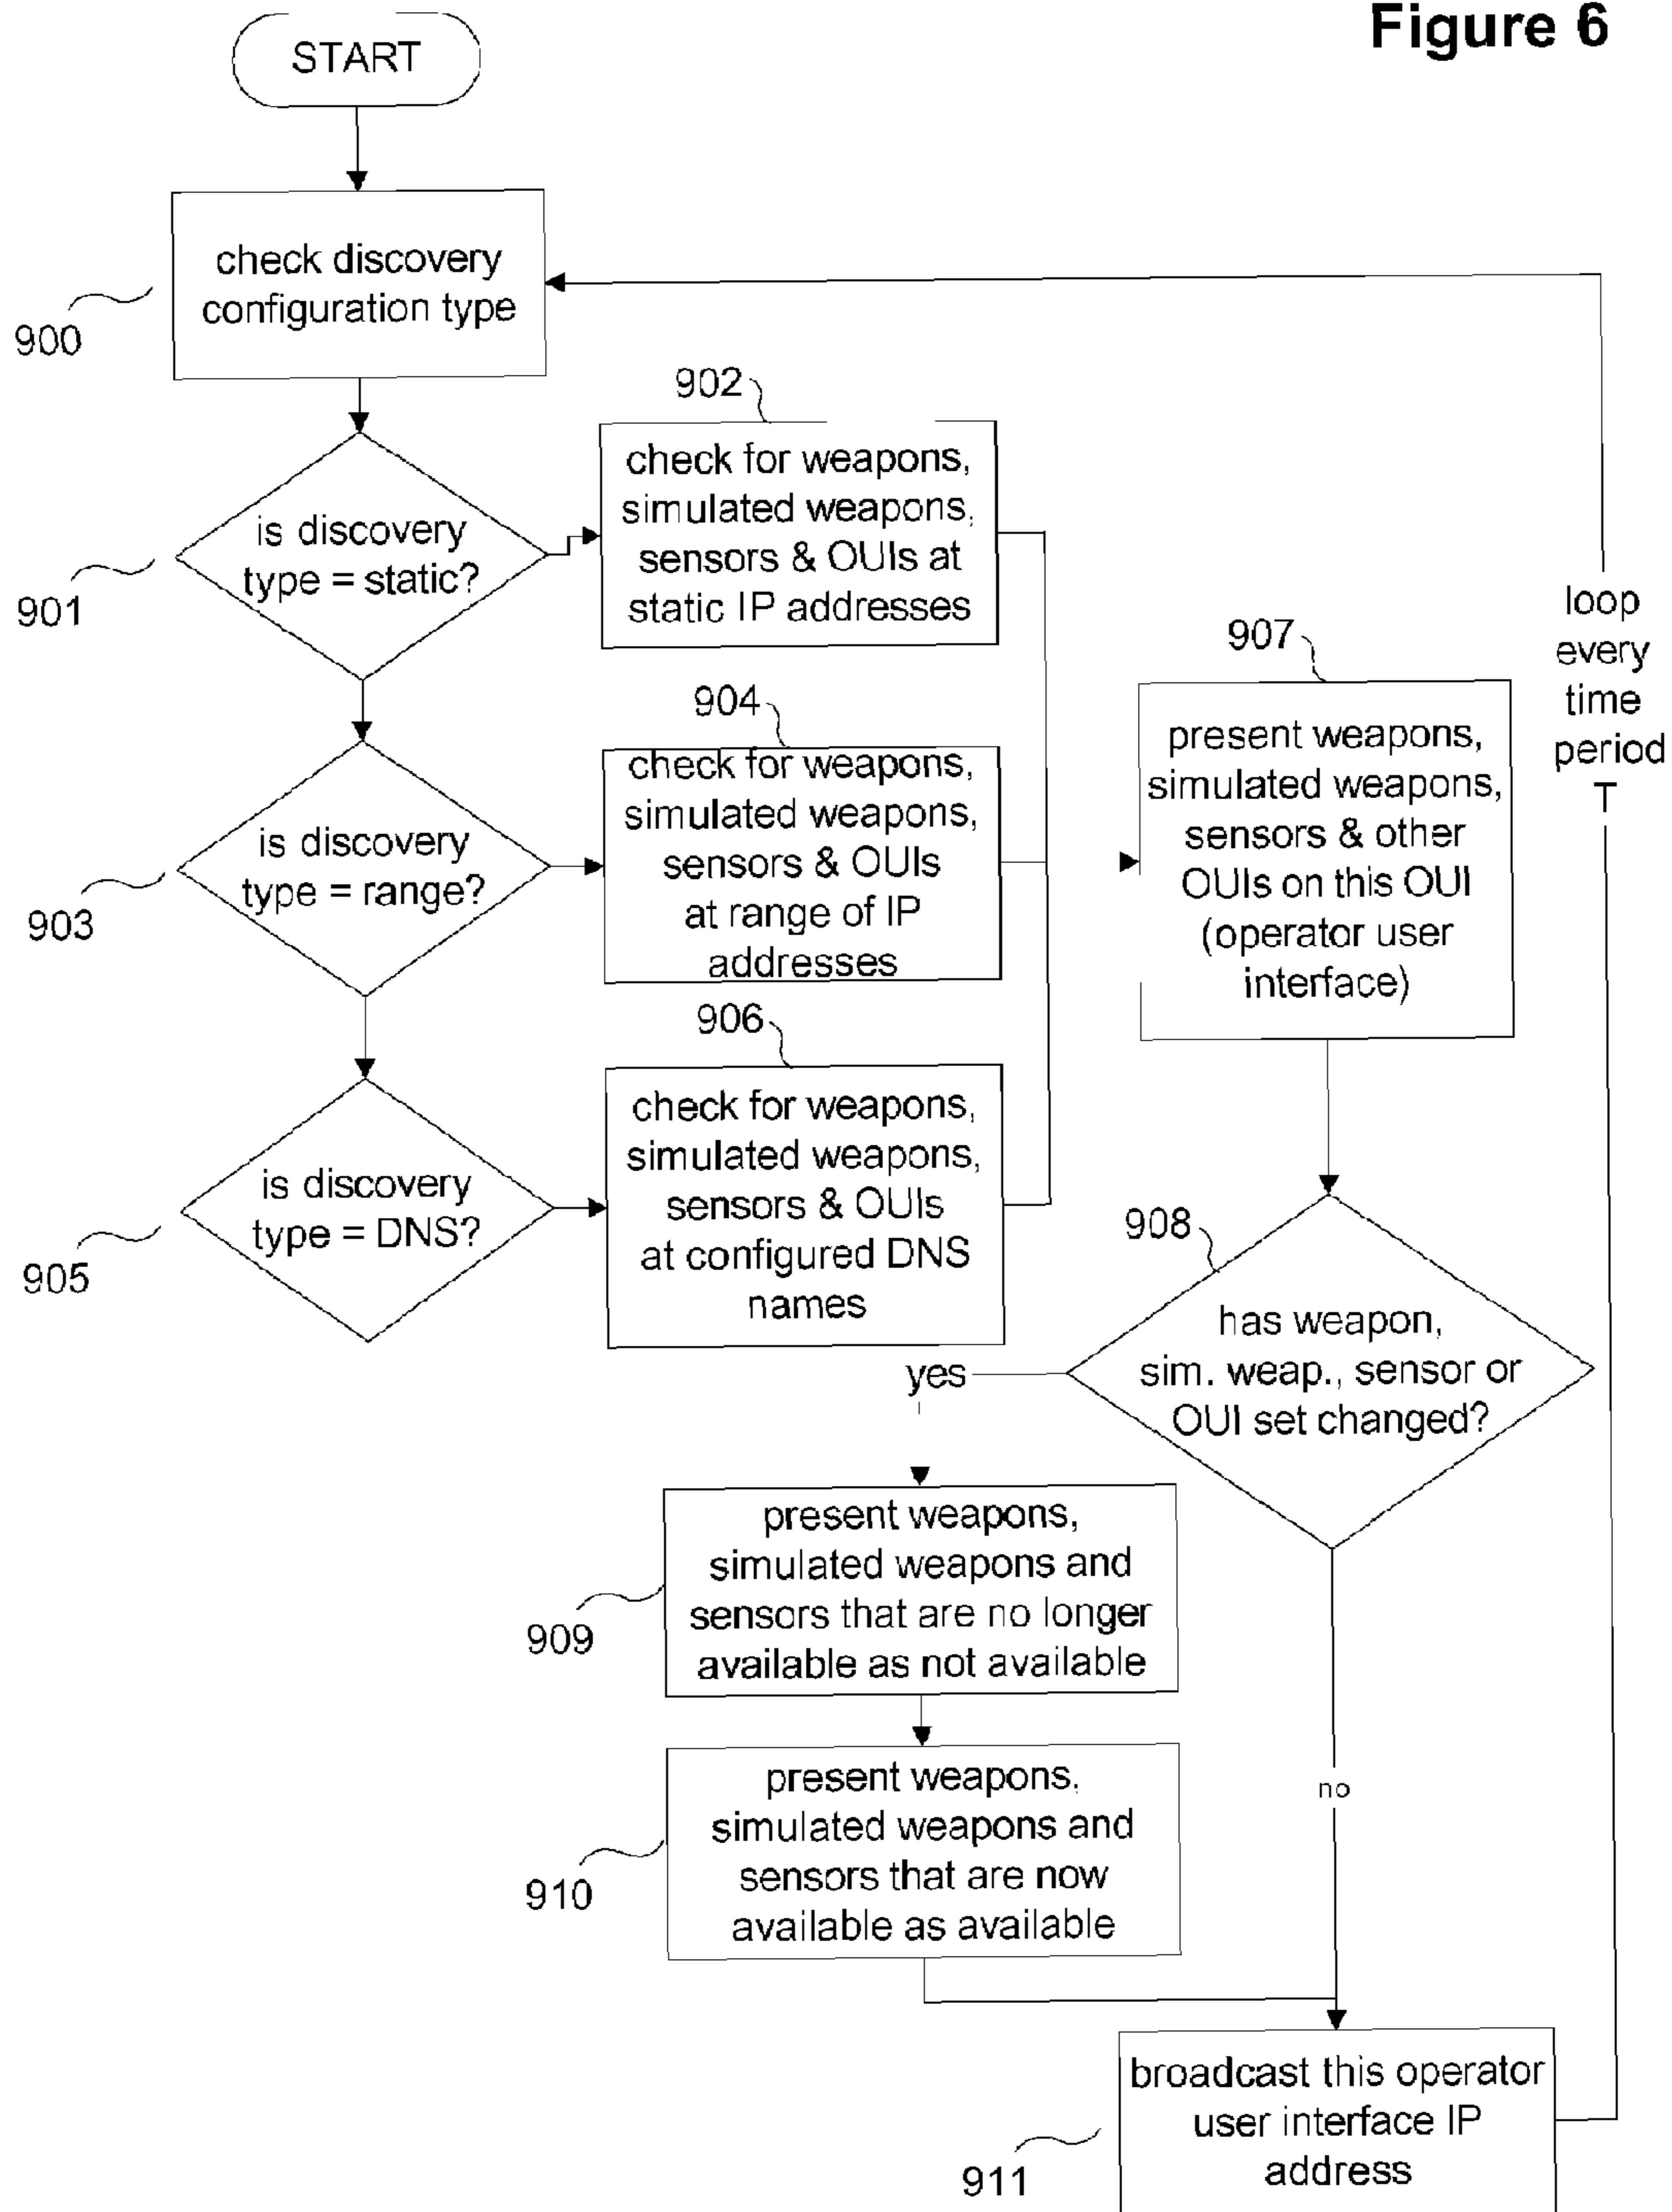 Figure 6
START
check discovery
configuration type
900
902
check for weapons,
simulated weapons,
sensors & OUIs at
static IP addresses
is discovery
type = static?
901
loop
every
time
period
T
907
present weapons,
simulated weapons,
sensors & other
OUIs on this OUI
(operator user
interface)
904
check for weapons,
simulated weapons,
sensors & OUIs
at range of IP
addresses
is discovery
type = range?
903
906
check for weapons,
simulated weapons,
sensors & OUIs
at configured DNS
names
is discovery
type = DNS?
905
908
has weapon,
sim. weap., sensor or
OUI set changed?
yes
present weapons,
simulated weapons and
sensors that are no longer
available as not available
909
present weapons,
simulated weapons and
sensors that are now
available as available
910
no
broadcast this operator
user interface IP
address
911